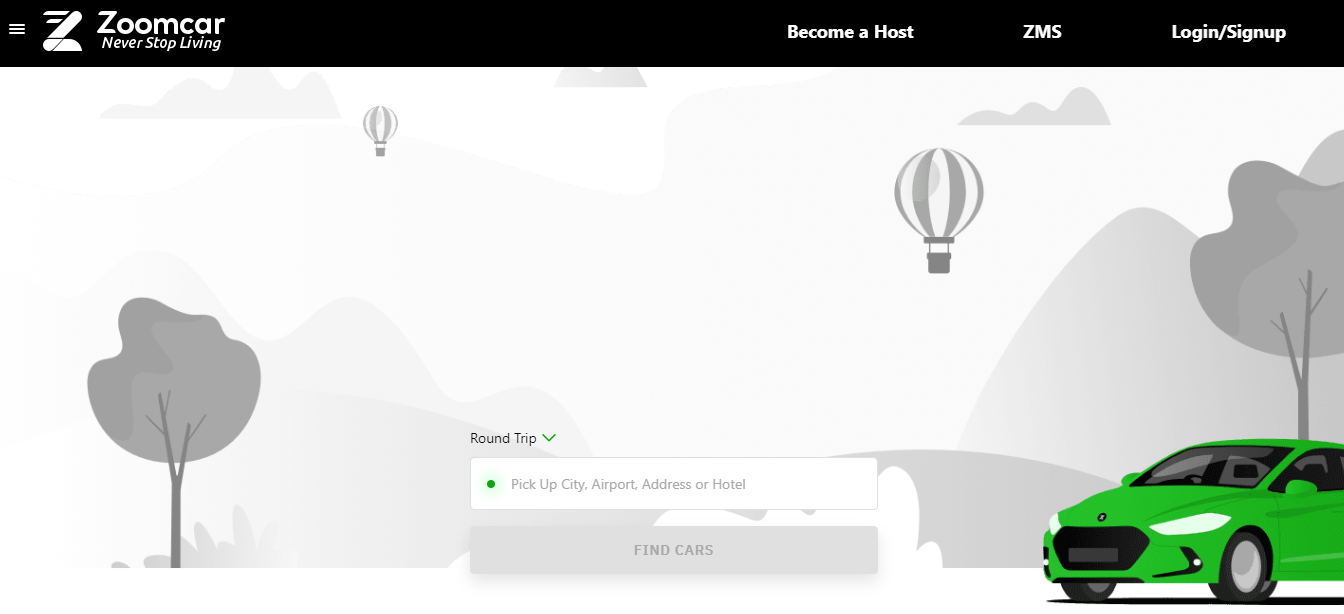 Zoomcar
Never Stop Living
Become a Host
ZMS
Login/Signup
Round Trip
Pick Up City, Airport, Address or Hotel
FIND CARS